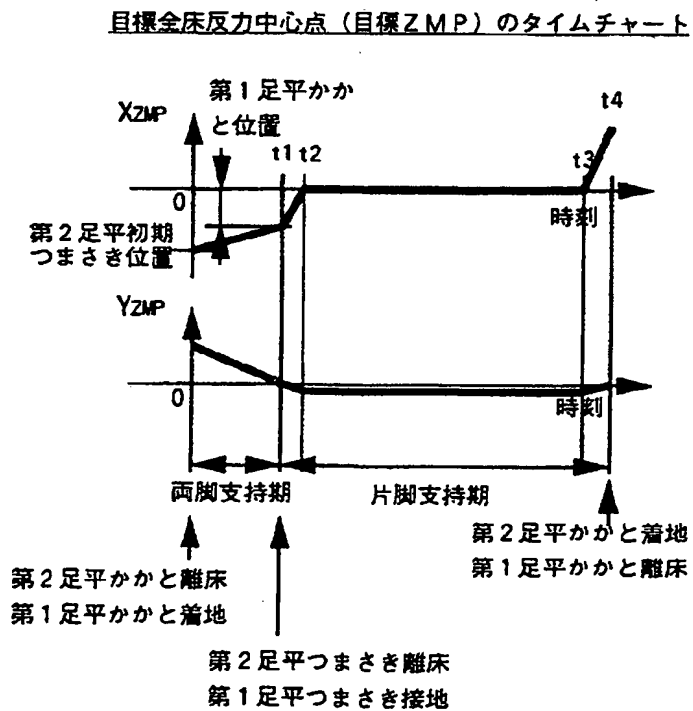 目標全床反力中心点（目標ZMP）のタイムチャート
第1足平かか
と位置
XZMP
t4
t1
t2
t3
0
時刻
第2足平初期
つまさき位置
YZMP
0
時刻
両脚支持期
片脚支持期
第2足平かかと着地
第1足平かかと離床
第2足平かかと離床
第1足平かかと着地
第2足平つまさき離床
第1足平つまさき接地